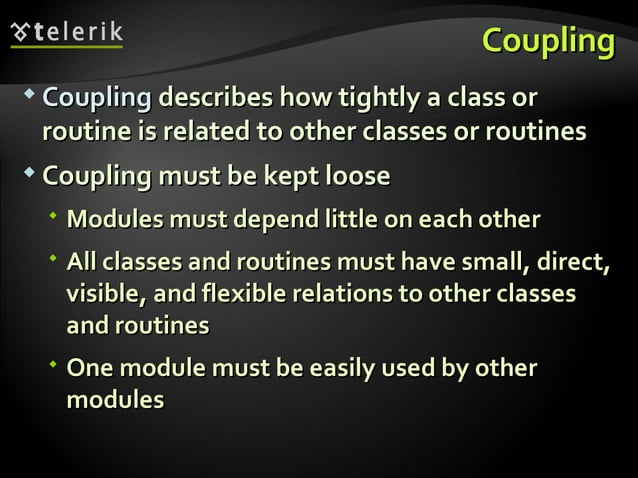 telerik
Coupling
Coupling describes how tightly a class or
routine is related to other classes or routines
Coupling must be kept loose
Modules must depend little on each other
All classes and routines must have small, direct,
visible, and flexible relations to other classes
and routines
One module must be easily used by other
modules